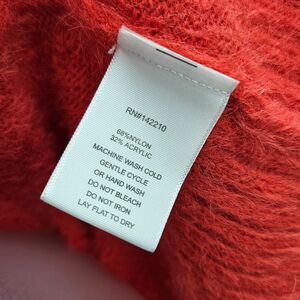 RN#142210
68%NYLON
32% ACRYLIC
MACHINE WASH COLD
GENTLE CYCLE
OR HAND WASH
DO NOT BLEACH
DO NOT IRON
LAY FLAT TO DRY